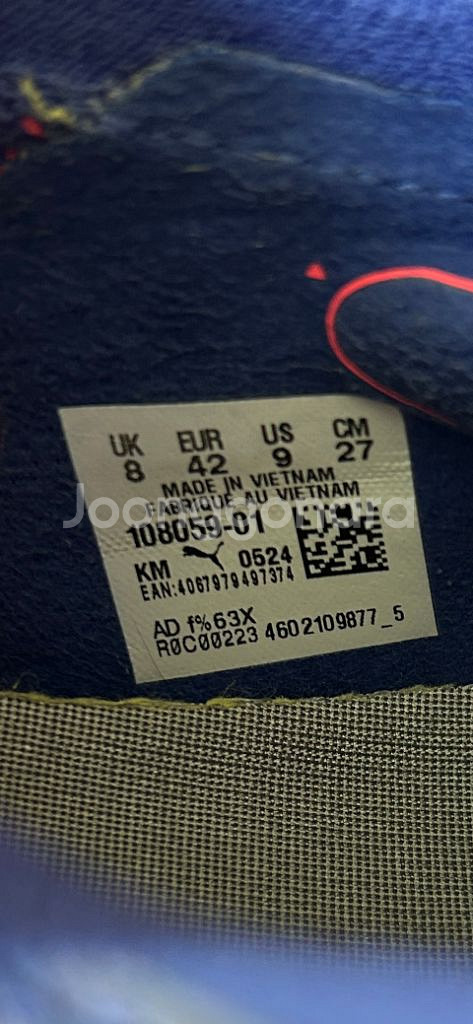 UK EUR US CM
8 42 9 27
MADE IN VIETNAM
FABRIQUÉ AU VIETNAM
108059-01
KM 0524
EAN:4067979497374
AD f%63X
R0C00223 4602109877_5